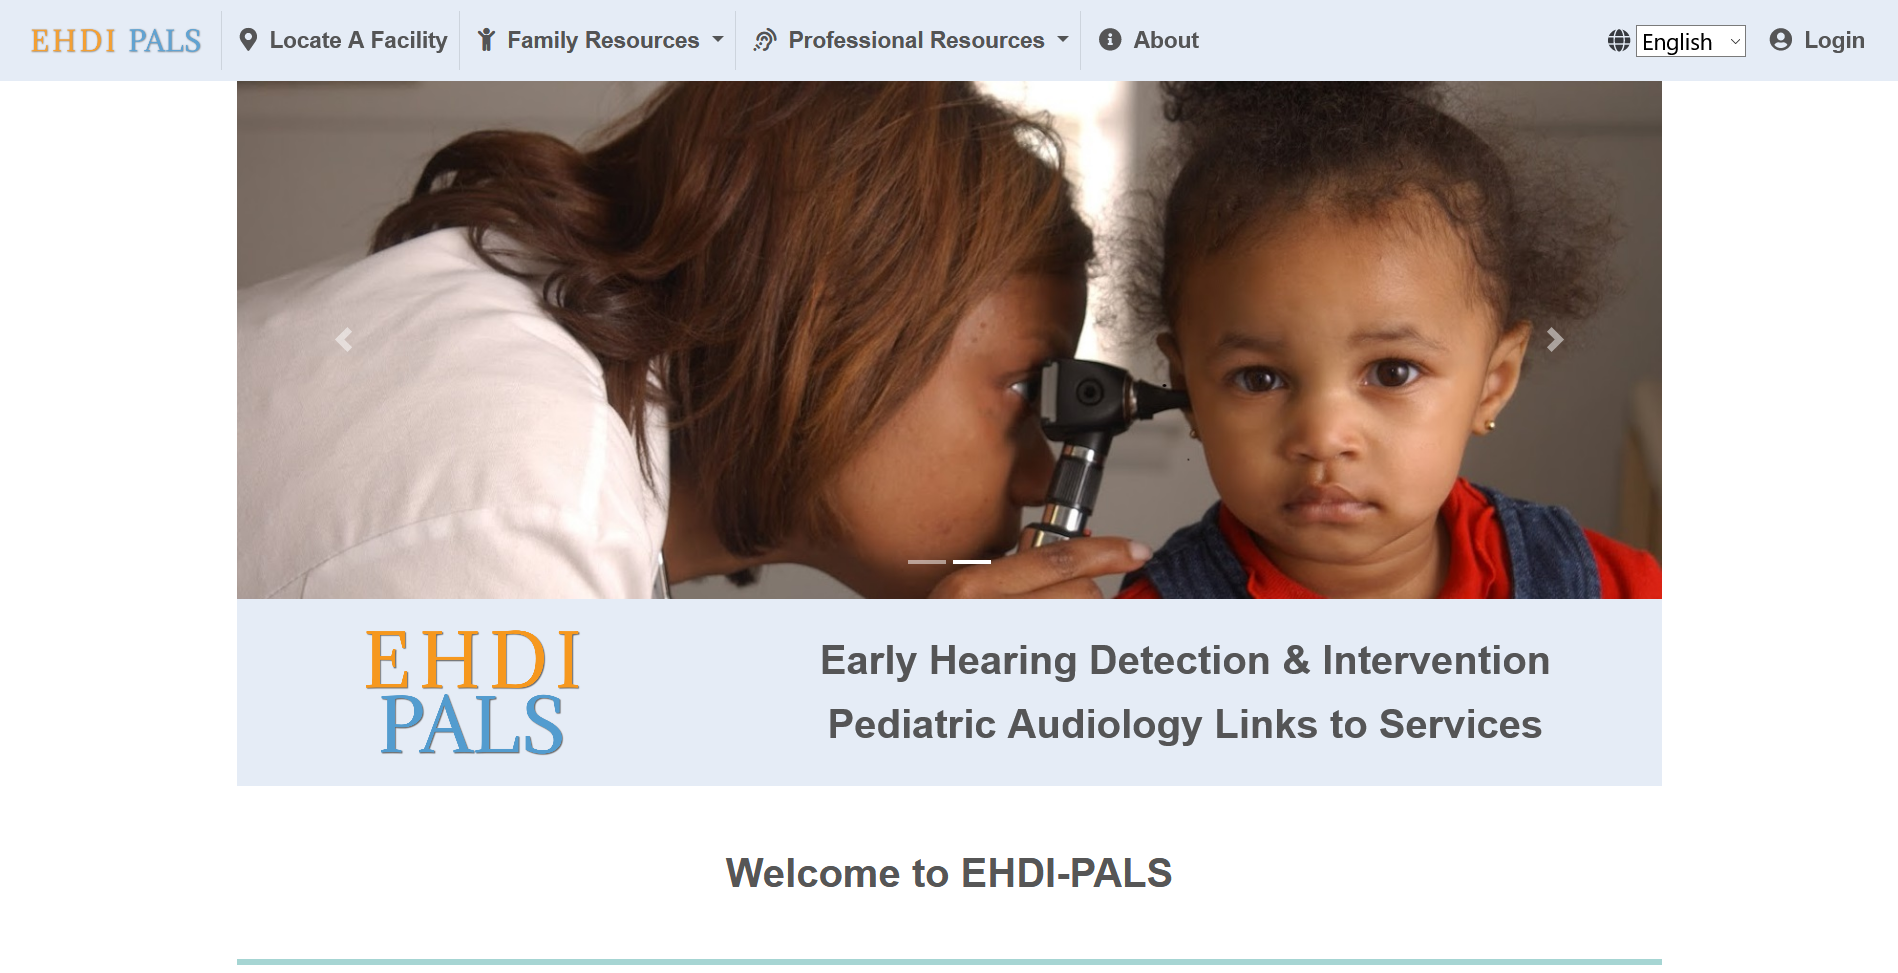 EHDI PALS
Locate A Facility
Family Resources
Professional Resources
About
English
Login
EHDI
PALS
Early Hearing Detection & Intervention
Pediatric Audiology Links to Services
Welcome to EHDI-PALS